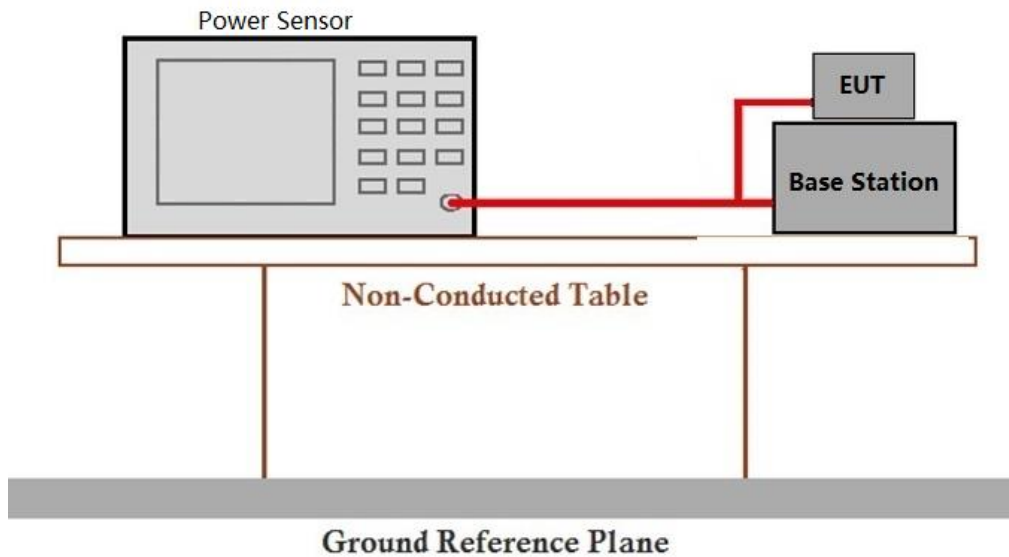 Power Sensor
EUT
Base Station
Non-Conducted Table
Ground Reference Plane